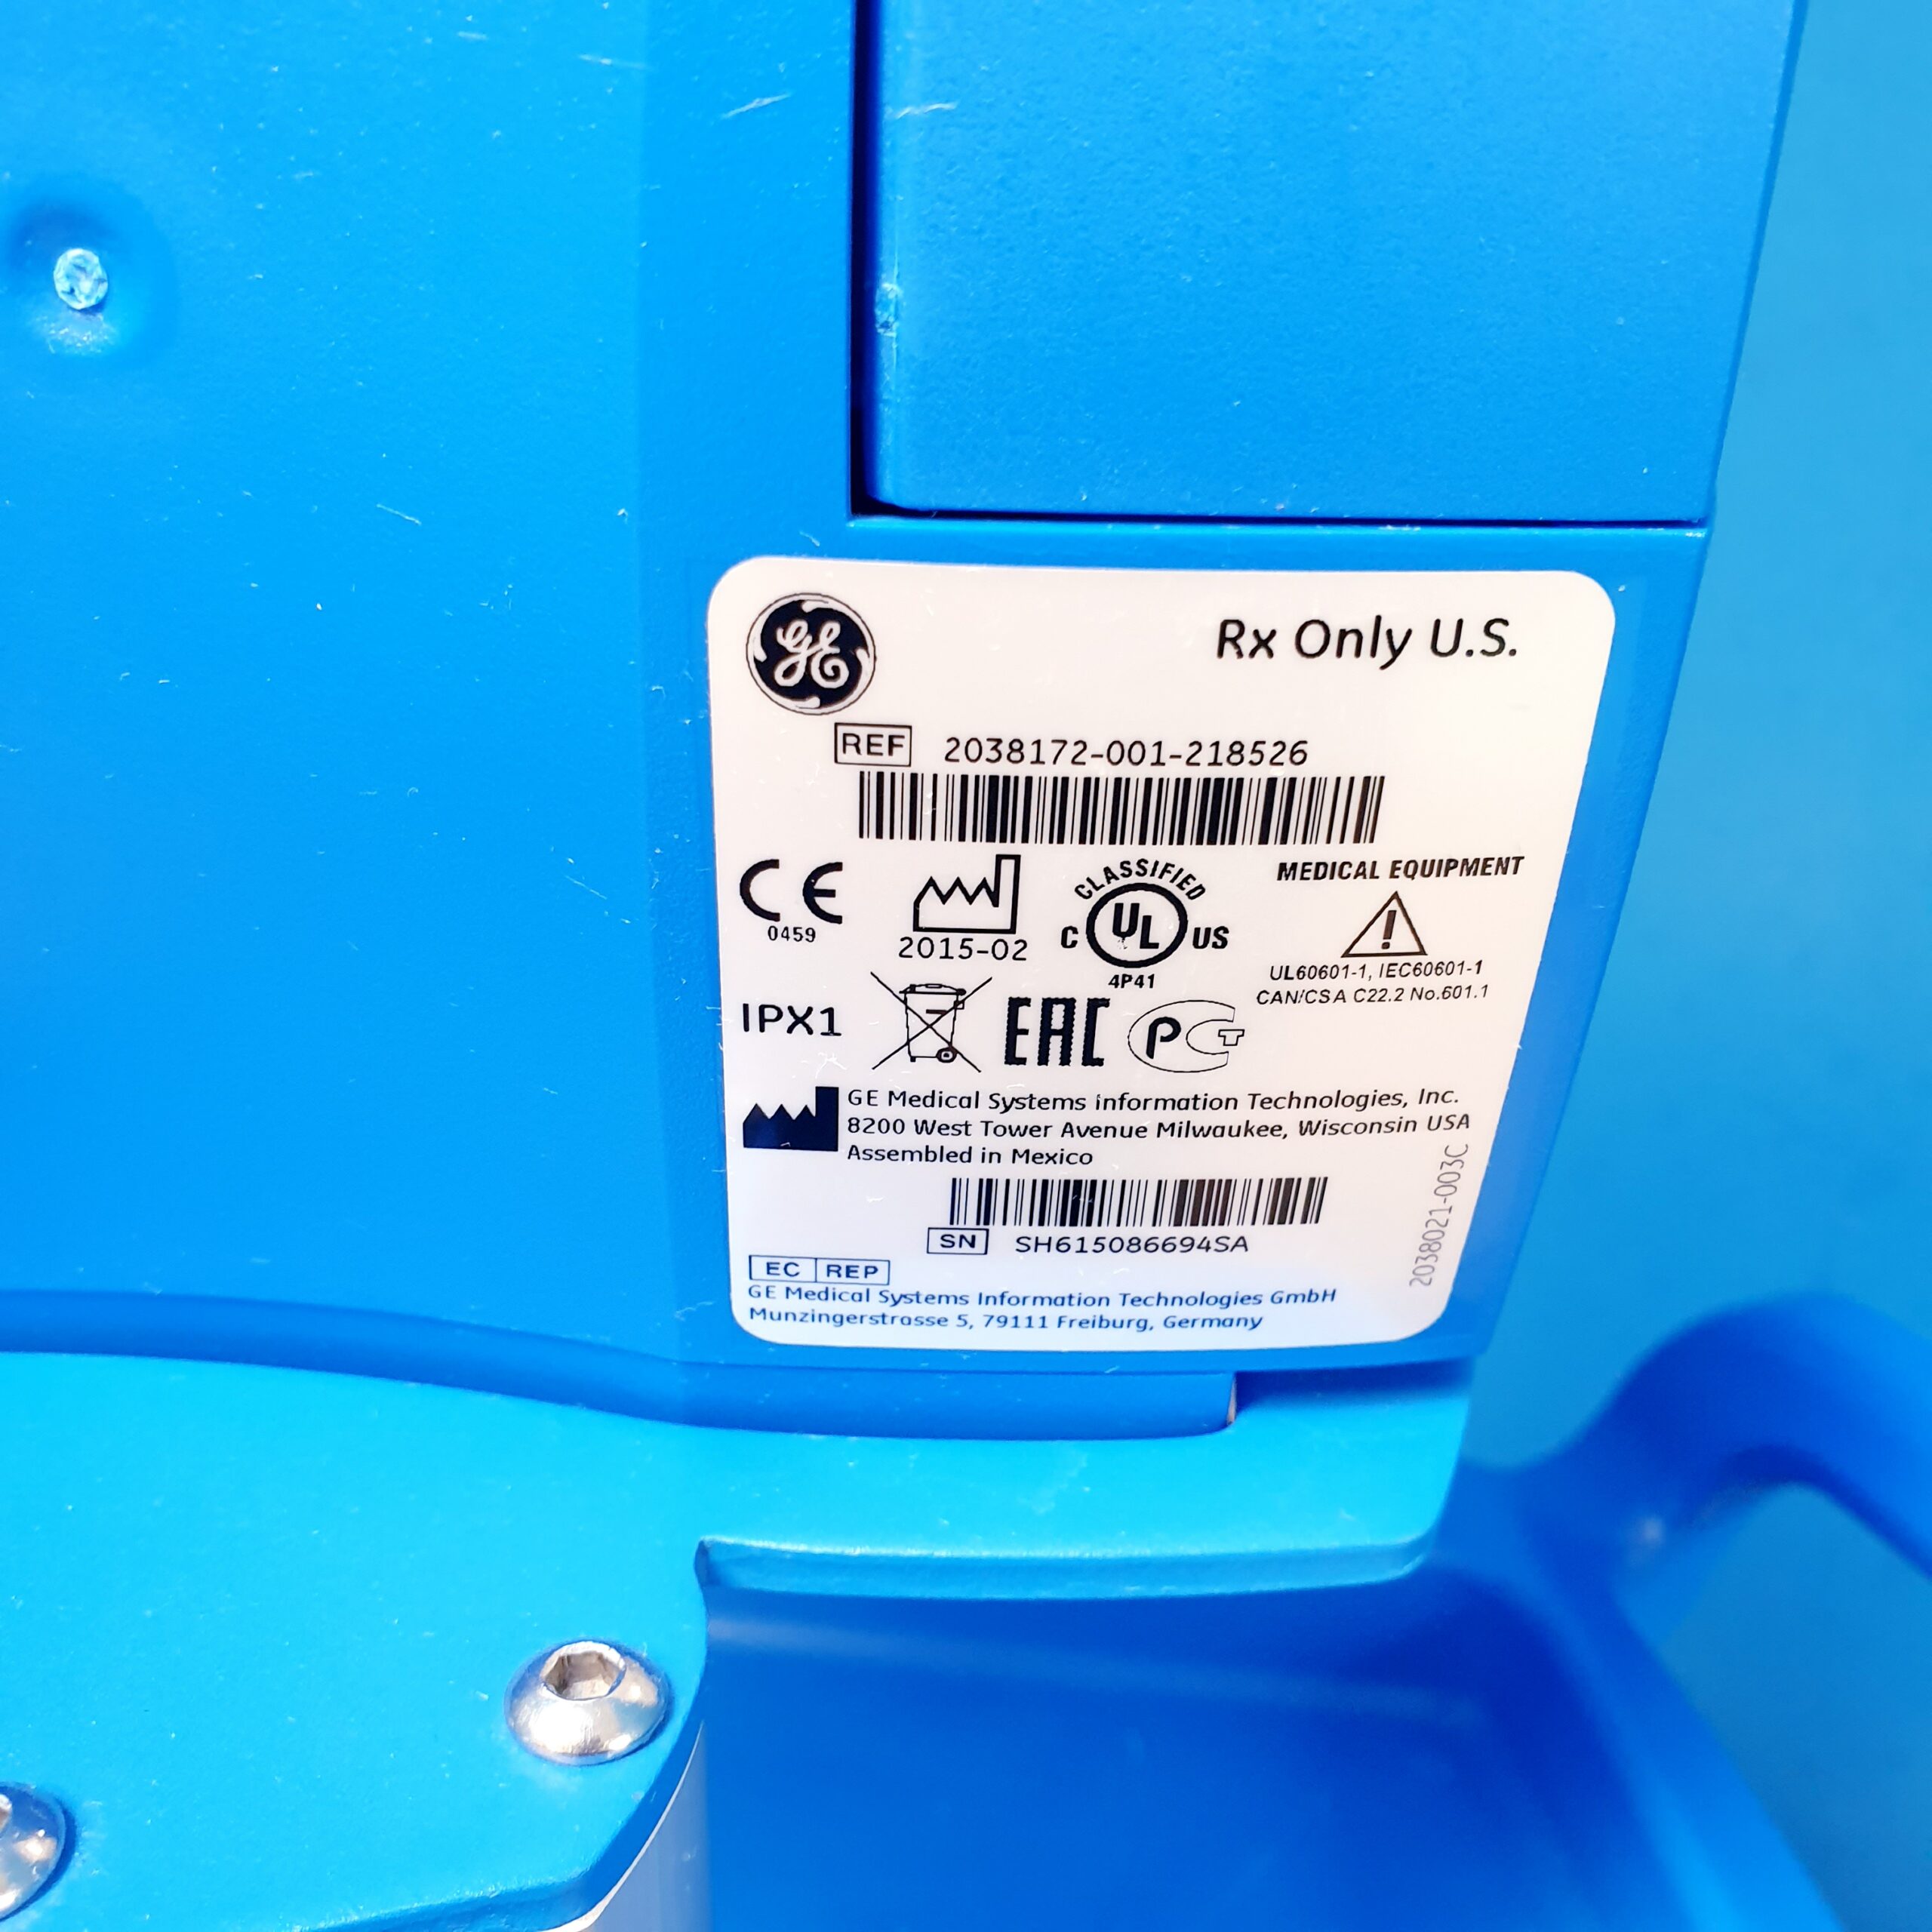 GE
Rx Only U.S.
REF 2038172-001-218526
CE
0459
2015-02
CLASSIFIED
C UL US
4P41
MEDICAL EQUIPMENT
!
UL60601-1, IEC60601-1
CAN/CSA C22.2 No.601.1
IPX1
EAC
PCT
GE Medical Systems Information Technologies, Inc.
8200 West Tower Avenue Milwaukee, Wisconsin USA
Assembled in Mexico
SN SH615086694SA
2038021-003C
EC REP
GE Medical Systems Information Technologies GmbH
Munzingerstrasse 5, 79111 Freiburg, Germany